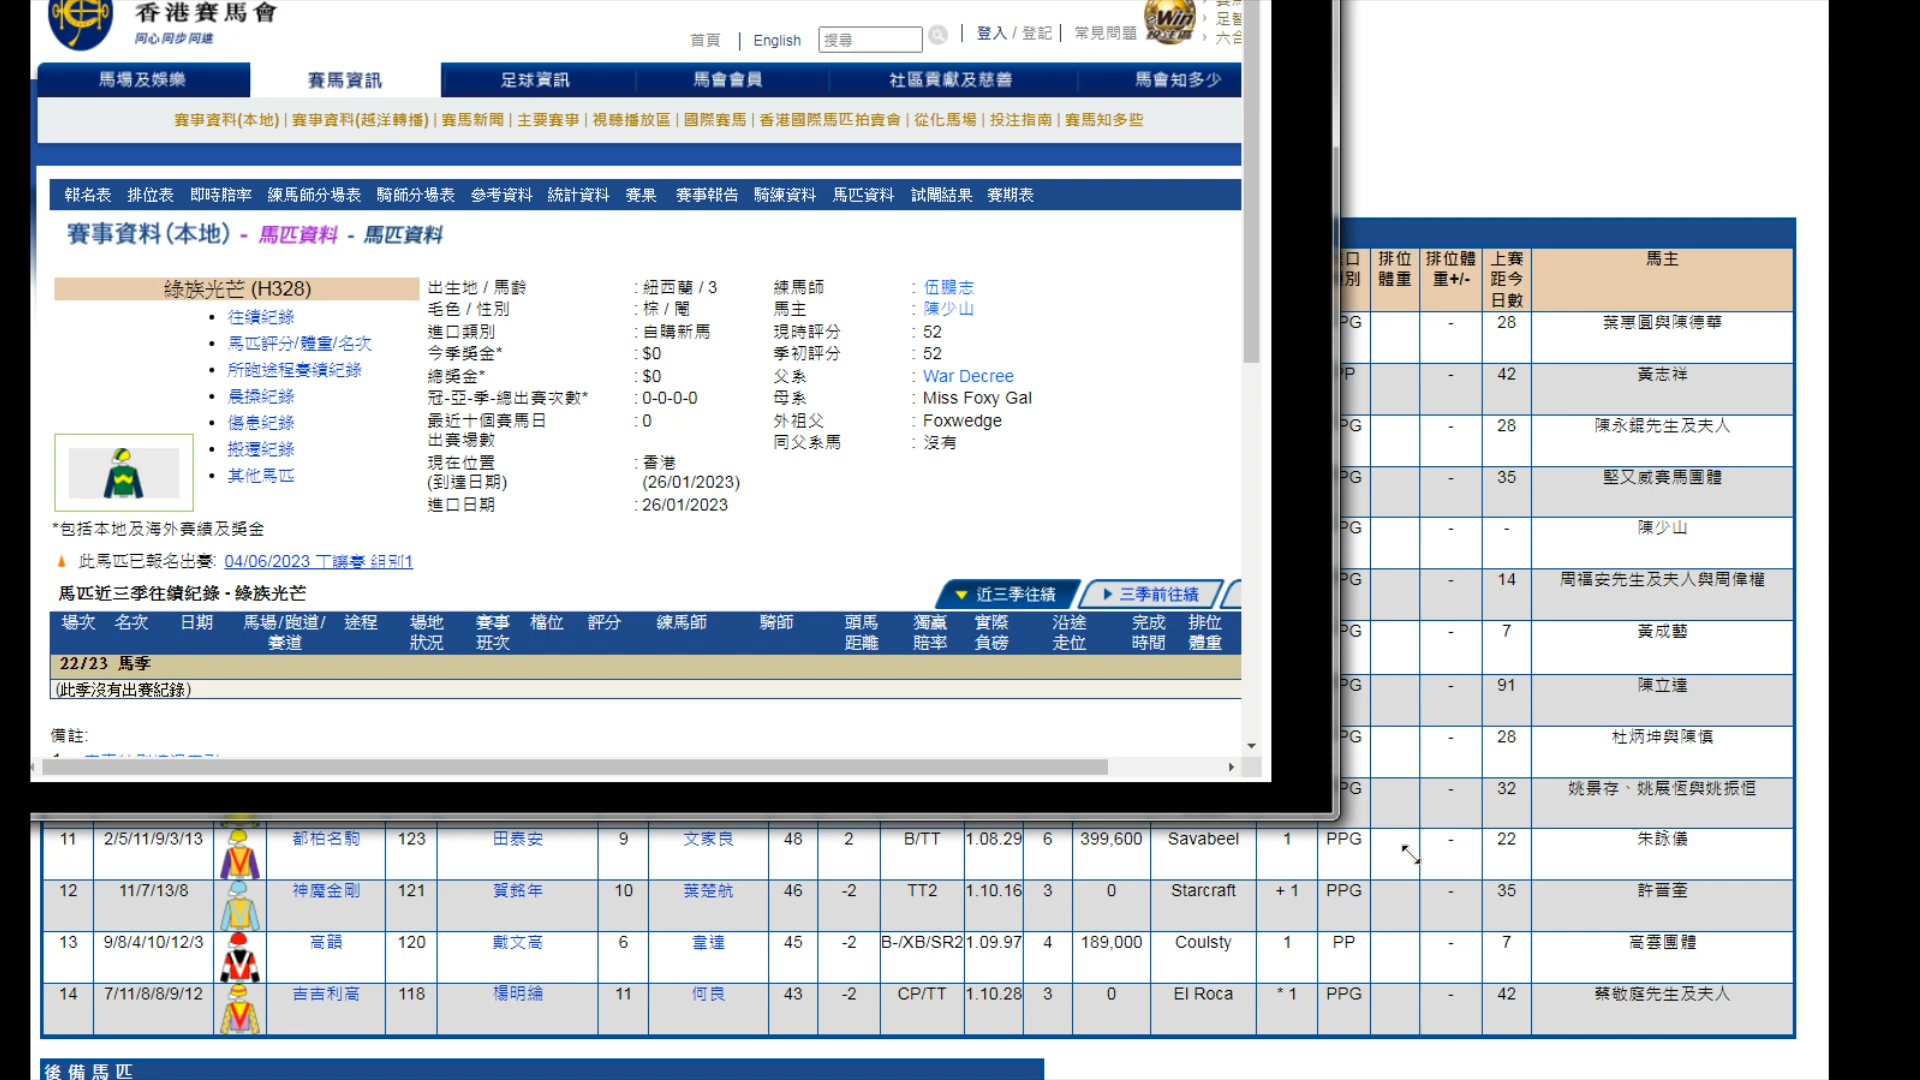 香港賽馬會
同心同步同進
首頁 | English 搜尋 | 登入 / 登記 | 常見問題
eWin 投注區
› 足智
› 六合
馬場及娛樂 賽馬資訊 足球資訊 馬會會員 社區貢獻及慈善 馬會知多少
賽事資料(本地) | 賽事資料(越洋轉播) | 賽馬新聞 | 主要賽事 | 視聽播放區 | 國際賽馬 | 香港國際馬匹拍賣會 | 從化馬場 | 投注指南 | 賽馬知多些
報名表 排位表 即時賠率 練馬師分場表 騎師分場表 參考資料 統計資料 賽果 賽事報告 騎練資料 馬匹資料 試閘結果 賽期表
賽事資料(本地) - 馬匹資料 - 馬匹資料
綠族光芒 (H328)
• 往績紀錄
• 馬匹評分/體重/名次
• 所跑途程賽績紀錄
• 晨操紀錄
• 傷患紀錄
• 搬遷紀錄
• 其他馬匹
出生地 / 馬齡 : 紐西蘭 / 3
毛色 / 性別 : 棕 / 閹
進口類別 : 自購新馬
今季獎金* : $0
總獎金* : $0
冠-亞-季-總出賽次數* : 0-0-0-0
最近十個賽馬日 : 0
出賽場數
現在位置 : 香港
(到達日期) (26/01/2023)
進口日期 : 26/01/2023
練馬師 : 伍鵬志
馬主 : 陳少山
現時評分 : 52
季初評分 : 52
父系 : War Decree
母系 : Miss Foxy Gal
外祖父 : Foxwedge
同父系馬 : 沒有
*包括本地及海外賽績及獎金
此馬匹已報名出賽: 04/06/2023 丁讓賽 組別1
馬匹近三季往績紀錄 - 綠族光芒 近三季往績 三季前往績
場次 名次 日期 馬場/跑道/ 途程 場地 賽事 檔位 評分 練馬師 騎師 頭馬 獨贏 實際 沿途 完成 排位
賽道 狀況 班次 距離 賠率 負磅 走位 時間 體重
22/23 馬季
(此季沒有出賽紀錄)
備註:
口 排位 排位體 上賽 馬主
別 體重 重+/- 距今
日數
PG - 28 葉惠圓與陳德華
PP - 42 黃志祥
PG - 28 陳永錕先生及夫人
PG - 35 堅又威賽馬團體
PG - - 陳少山
PG - 14 周福安先生及夫人與周偉權
PG - 7 黃成藝
PG - 91 陳立達
PG - 28 杜炳坤與陳慎
PG - 32 姚景存、姚展恆與姚振恒
11 2/5/11/9/3/13 都柏名駒 123 田泰安 9 文家良 48 2 B/TT 1.08.29 6 399,600 Savabeel 1 PPG - 22 朱詠儀
12 11/7/13/8 神魔金剛 121 賀銘年 10 葉楚航 46 -2 TT2 1.10.16 3 0 Starcraft + 1 PPG - 35 許晉奎
13 9/8/4/10/12/3 高韻 120 戴文高 6 韋達 45 -2 B-/XB/SR2 1.09.97 4 189,000 Coulsty 1 PP - 7 高雲團體
14 7/11/8/8/9/12 吉吉利高 118 楊明綸 11 何良 43 -2 CP/TT 1.10.28 3 0 El Roca * 1 PPG - 42 蔡敬庭先生及夫人
後備馬匹